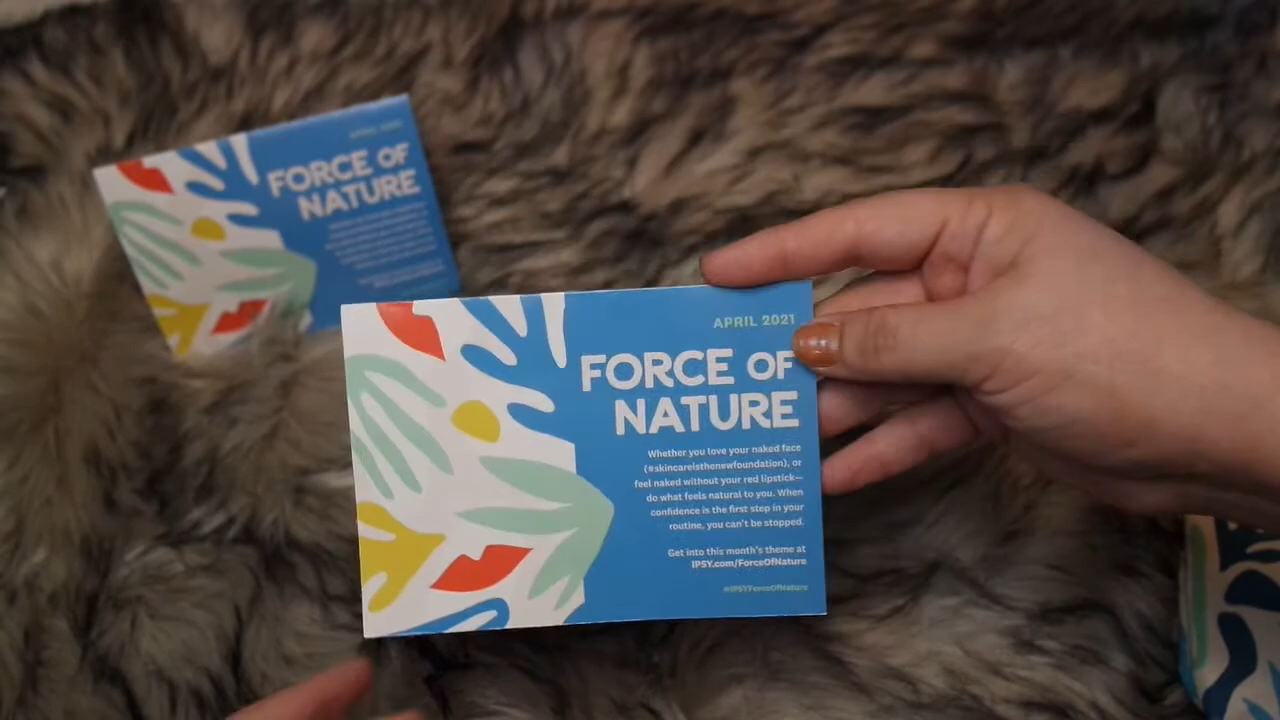 APRIL 2021
FORCE OF
NATURE
Whether you love your naked face
(#skincareisthenewfoundation), or
feel naked without your red lipstick—
do what feels natural to you. When
confidence is the first step in your
routine, you can't be stopped.
Get into this month's theme at
IPSY.com/ForceOfNature
#IPSYForceOfNature
FORCE OF
NATURE